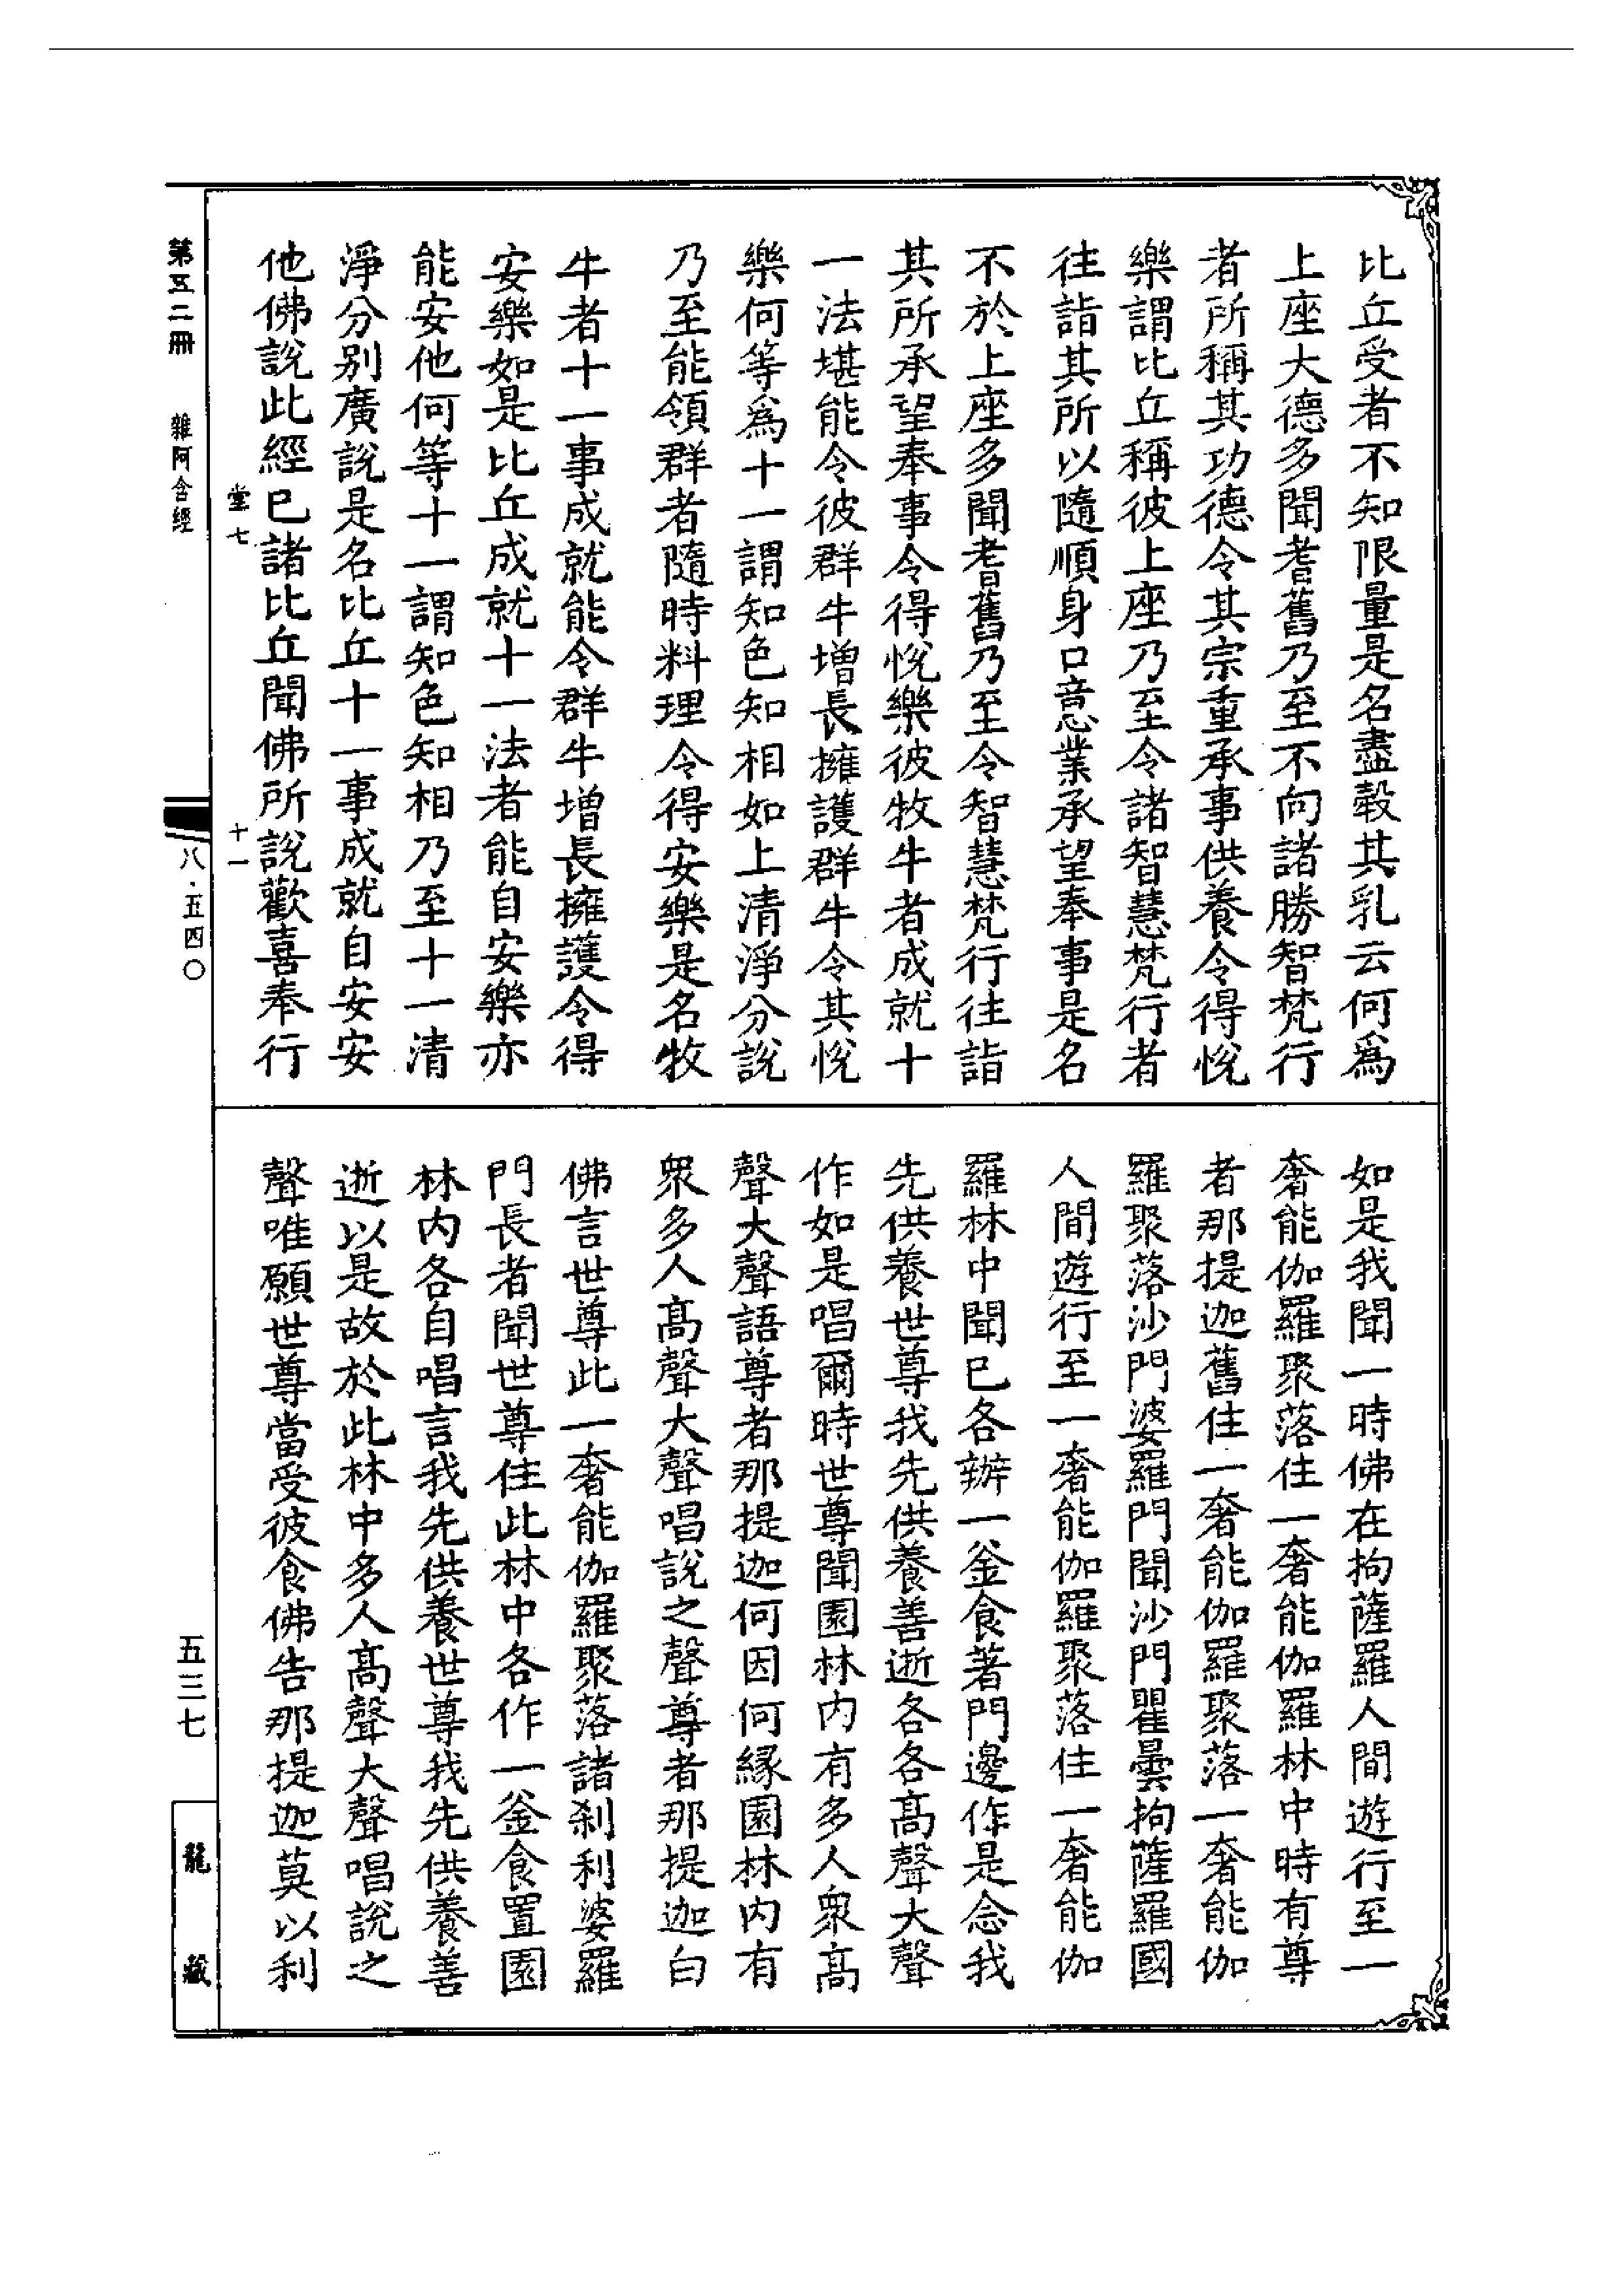 比丘受者不知限量是名盡㲉其乳云何爲
上座大德多聞耆舊乃至不向諸勝智梵行
者所稱其功德令其宗重承事供養令得悅
樂謂比丘稱彼上座乃至令諸智慧梵行者
往詣其所以隨順身口意業承望奉事是名
不於上座多聞耆舊乃至令智慧梵行往詣
其所承望奉事令得悅樂彼牧牛者成就十
一法堪能令彼群牛增長擁護群牛令其悅
樂何等爲十一謂知色知相如上清淨分說
乃至能領群者隨時料理令得安樂是名牧
牛者十一事成就能令群牛增長擁護令得
安樂如是比丘成就十一法者能自安樂亦
能安他何等十一謂知色知相乃至十一清
淨分别廣說是名比丘十一事成就自安安
他佛說此經已諸比丘聞佛所說歡喜奉行
如是我聞一時佛在拘薩羅人間遊行至一
奢能伽羅聚落住一奢能伽羅林中時有尊
者那提迦舊住一奢能伽羅聚落一奢能伽
羅聚落沙門婆羅門聞沙門瞿曇拘薩羅國
人間遊行至一奢能伽羅聚落住一奢能伽
羅林中聞已各辦一釜食著門邊作是念我
先供養世尊我先供養善逝各各高聲大聲
作如是唱爾時世尊聞園林内有多人衆高
聲大聲語尊者那提迦何因何緣園林内有
衆多人高聲大聲唱說之聲尊者那提迦白
佛言世尊此一奢能伽羅聚落諸刹利婆羅
門長者聞世尊住此林中各作一釜食置園
林内各自唱言我先供養世尊我先供養善
逝以是故於此林中多人高聲大聲唱說之
聲唯願世尊當受彼食佛告那提迦莫以利
堂七
十一
第五二冊
雜阿含經
八·五四〇
五三七
龍藏